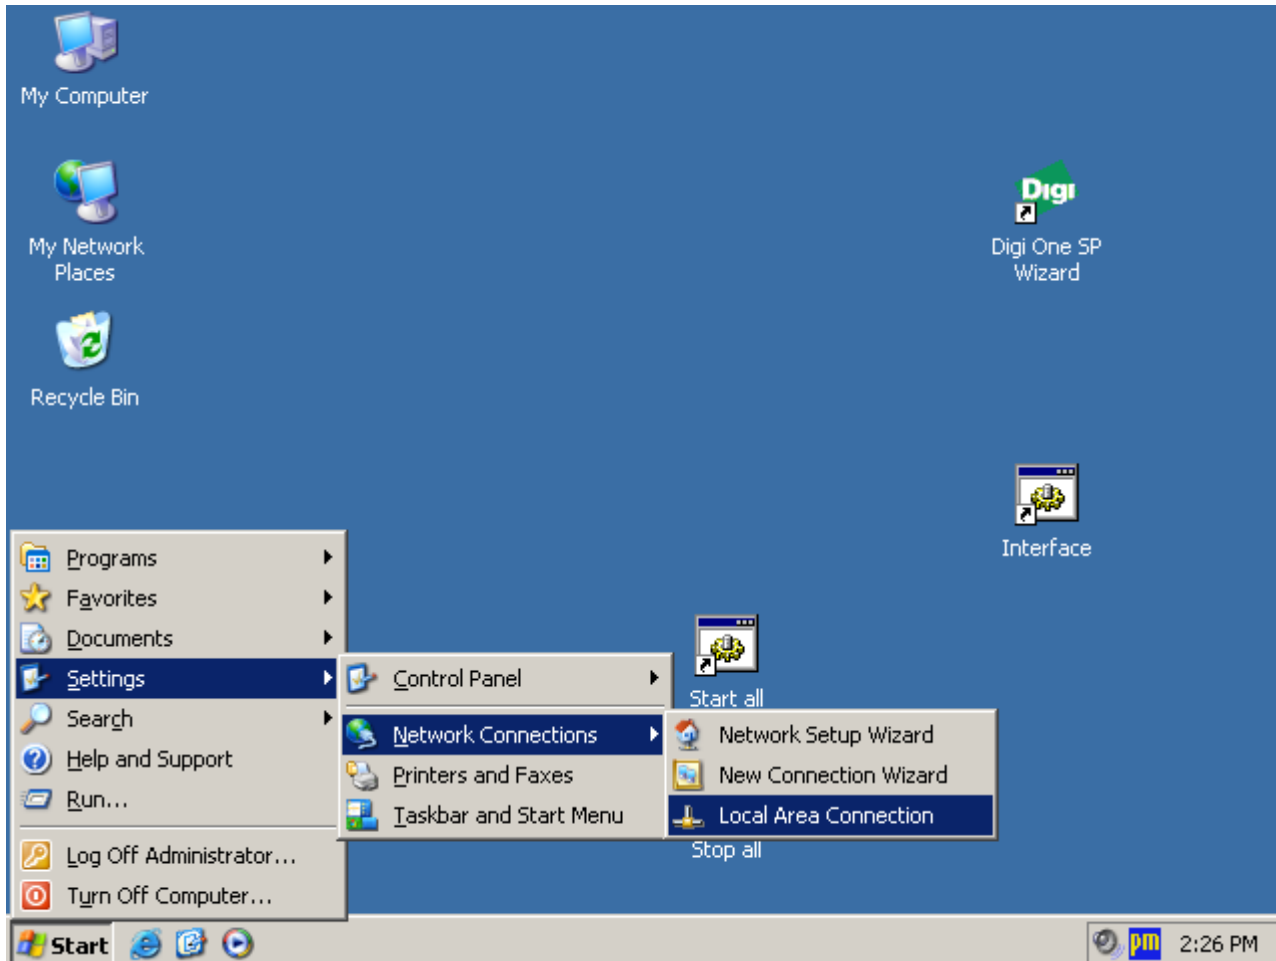 My Computer
My Network
Places
Recycle Bin
Digi
Digi One SP
Wizard
Interface
Start all
Stop all
Programs
Favorites
Documents
Settings
Search
Help and Support
Run...
Log Off Administrator...
Turn Off Computer...
Control Panel
Network Connections
Printers and Faxes
Taskbar and Start Menu
Network Setup Wizard
New Connection Wizard
Local Area Connection
Start
pm
2:26 PM